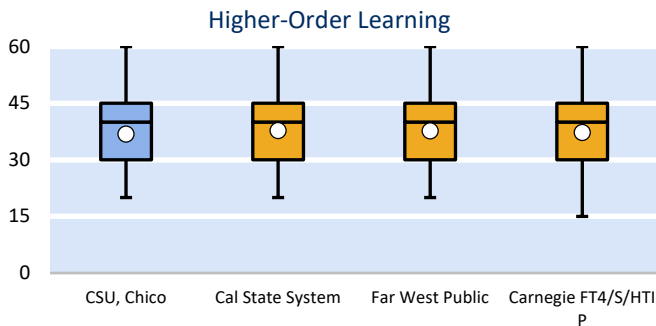 Higher-Order Learning
60
45
30
15
0
CSU, Chico
Cal State System
Far West Public
Carnegie FT4/S/HTI
P